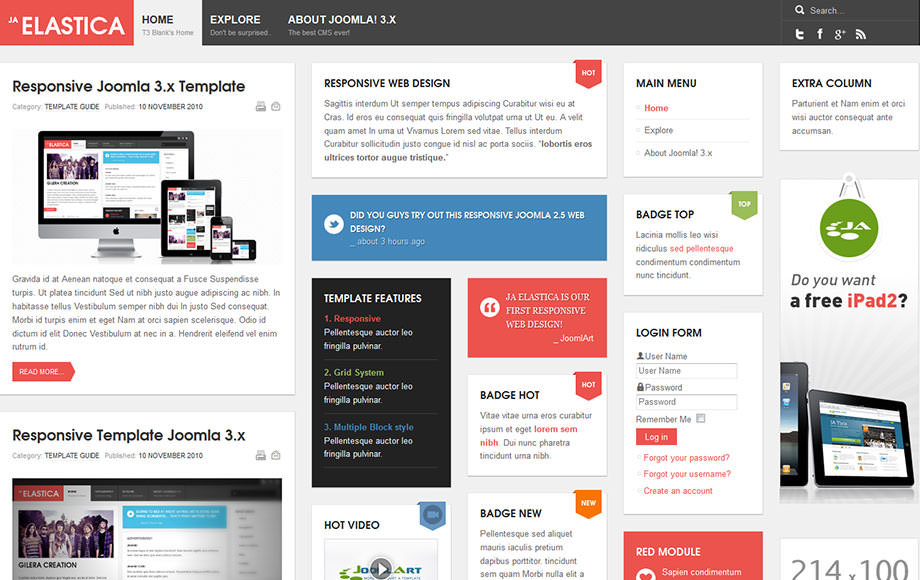 JA ELASTICA
HOME
T3 Blank's Home
EXPLORE
Don't be surprised..
ABOUT JOOMLA! 3.X
The best CMS ever!
Search...
Responsive Joomla 3.x Template
Category: TEMPLATE GUIDE Published: 10 NOVEMBER 2010
ELASTICA
GILERA CREATION
Gravida id at Aenean natoque et consequat a Fusce Suspendisse
turpis. Ut platea tincidunt Sed ut nibh justo augue adipiscing ac nibh. In
habitasse tellus Vestibulum semper nibh dui In justo Sed consequat.
Morbi id turpis enim et eget Nam at orci sapien scelerisque. Odio id
dictum id elit Donec Vestibulum at nec in a. Hendrerit eleifend vel enim
rutrum id.
READ MORE...
Responsive Template Joomla 3.x
Category: TEMPLATE GUIDE Published: 10 NOVEMBER 2010
ELASTICA
GILERA CREATION
RESPONSIVE WEB DESIGN
HOT
Sagittis interdum Ut semper tempus adipiscing Curabitur wisi eu at
Cras. Id eros eu consequat quis fringilla volutpat urna ut Ut eu. A velit
quam amet In urna ut Vivamus Lorem sed vitae. Tellus interdum
Curabitur sollicitudin justo congue id nisl ac porta sociis. "lobortis eros
ultrices tortor augue tristique."
DID YOU GUYS TRY OUT THIS RESPONSIVE JOOMLA 2.5 WEB
DESIGN?
_ about 3 hours ago
TEMPLATE FEATURES
1. Responsive
Pellentesque auctor leo
fringilla pulvinar.
2. Grid System
Pellentesque auctor leo
fringilla pulvinar.
3. Multiple Block style
Pellentesque auctor leo
fringilla pulvinar.
HOT VIDEO
JOOMLART
JA ELASTICA IS OUR
FIRST RESPONSIVE
WEB DESIGN!
_ JoomlArt
BADGE HOT
HOT
Vitae vitae urna eros curabitur
ipsum et eget lorem sem
nibh. Dui nunc pharetra
tincidunt urna nibh.
BADGE NEW
NEW
Pellentesque sed aliquet
mauris iaculis pretium
dapibus porttitor. tincidunt
sem diam Nulla enim a
MAIN MENU
Home
Explore
About Joomla! 3.x
BADGE TOP
TOP
Lacinia mollis leo wisi
ridiculus sed pellentesque
condimentum condimentum
nunc tincidunt.
LOGIN FORM
User Name
User Name
Password
Password
Remember Me
Log in
Forgot your password?
Forgot your username?
Create an account
RED MODULE
Sapien condimentum
EXTRA COLUMN
Parturient et Nam enim et orci
wisi auctor consequat ante
accumsan.
JA
Do you want
a free iPad2?
214 x 100